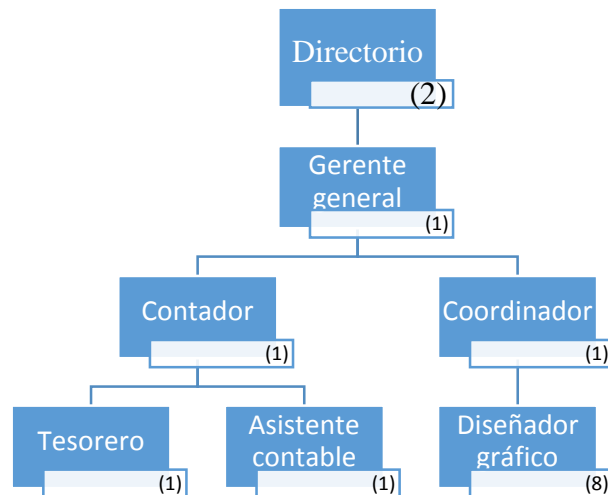 Directorio
(2)
Gerente
general
(1)
Contador
(1)
Coordinador
(1)
Tesorero
(1)
Asistente
contable
(1)
Diseñador
gráfico
(8)